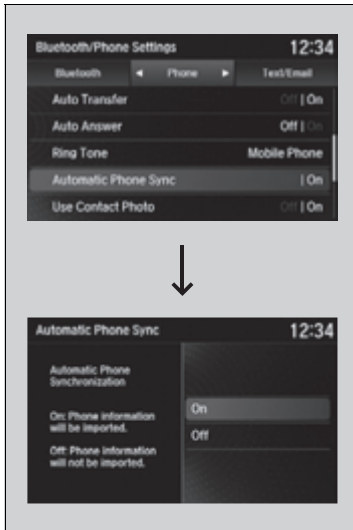 Bluetooth/Phone Settings 12:34
Bluetooth Phone Text/Email
Auto Transfer Off | On
Auto Answer Off | On
Ring Tone Mobile Phone
Automatic Phone Sync | On
Use Contact Photo Off | On
Automatic Phone Sync 12:34
Automatic Phone
Synchronization
On: Phone information
will be imported.
Off: Phone information
will not be imported.
On
Off